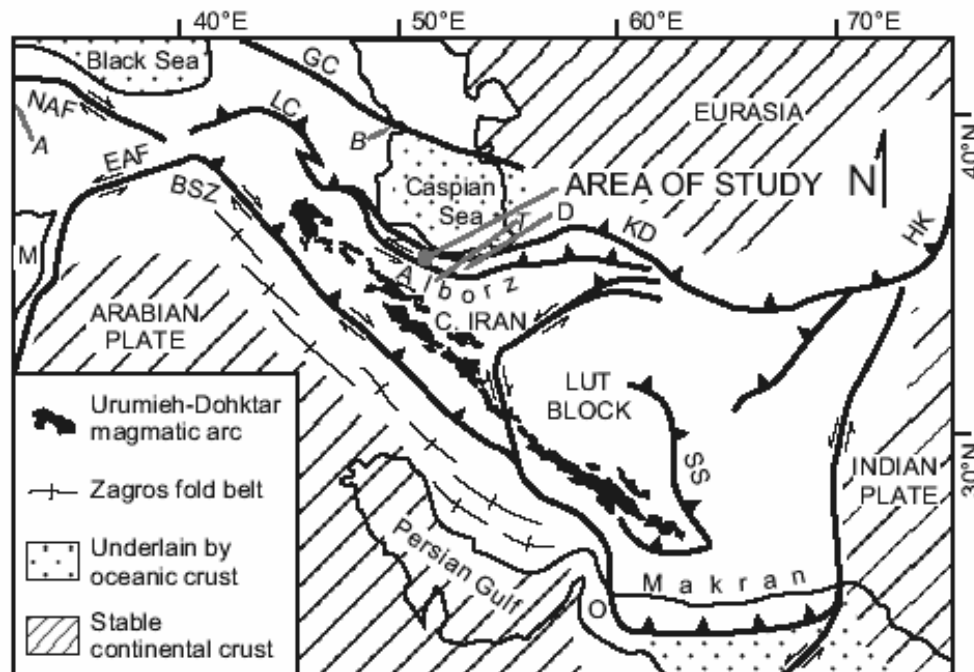 40°E
50°E
60°E
70°E
Black Sea
GC
EURASIA
NAF
LC
A
B
40°N
EAF
BSZ
Caspian
Sea
AREA OF STUDY
N
D
KD
HK
M
Alborz
C. IRAN
ARABIAN
PLATE
LUT
BLOCK
SS
30°N
INDIAN
PLATE
Urumieh-Dohktar
magmatic arc
Zagros fold belt
Underlain by
oceanic crust
Stable
continental crust
Persian Gulf
Makran
O